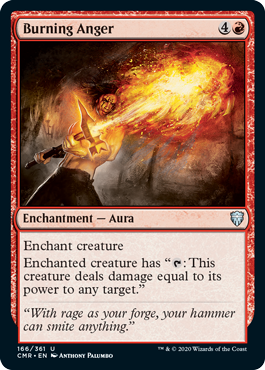 Burning Anger 4
Enchantment — Aura
Enchant creature
Enchanted creature has “: This
creature deals damage equal to its
power to any target.”
“With rage as your forge, your hammer
can smite anything.”
166/361 U
CMR • EN Anthony Palumbo
™ & © 2020 Wizards of the Coast